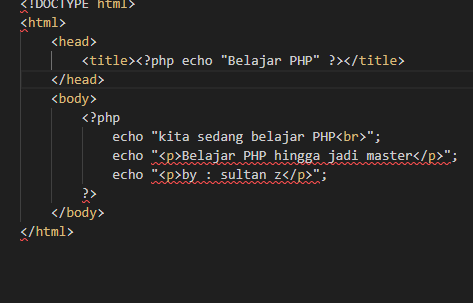 <!DOCTYPE html>
<html>
<head>
<title><?php echo "Belajar PHP" ?></title>
</head>
<body>
<?php
echo "kita sedang belajar PHP<br>";
echo "<p>Belajar PHP hingga jadi master</p>";
echo "<p>by : sultan z</p>";
?>
</body>
</html>